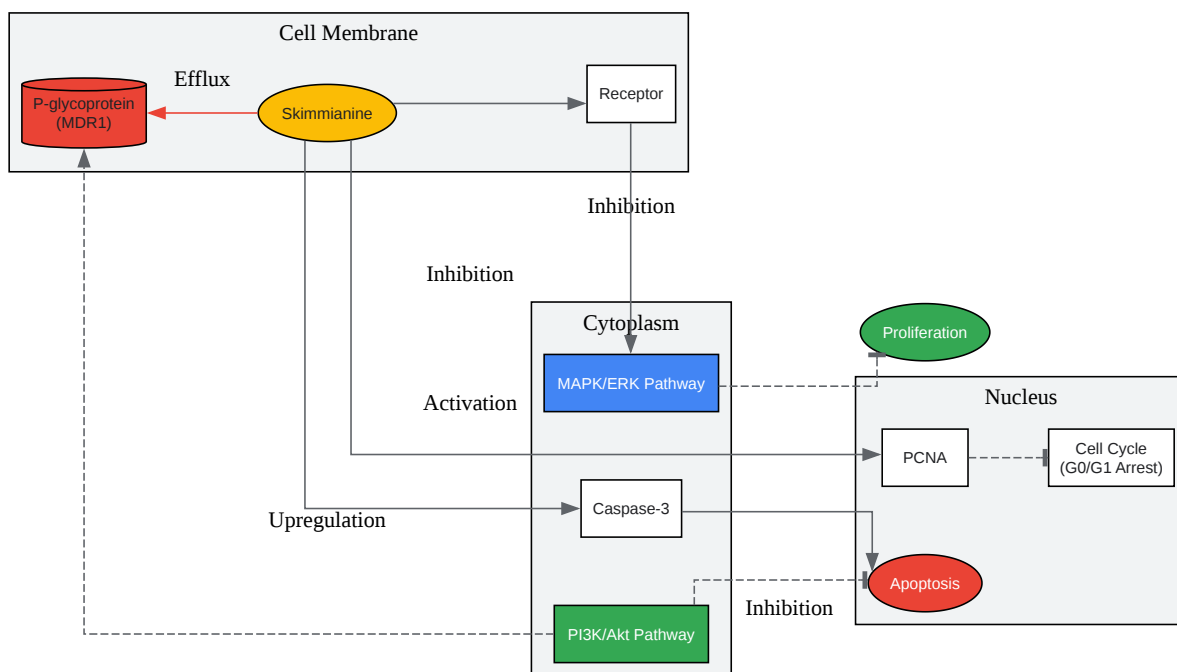 Cell Membrane
Efflux
P-glycoprotein
(MDR1)
Skimmianine
Receptor
Inhibition
Inhibition
Cytoplasm
Proliferation
MAPK/ERK Pathway
Activation
Nucleus
PCNA
Cell Cycle
(G0/G1 Arrest)
Caspase-3
Upregulation
Apoptosis
Inhibition
PI3K/Akt Pathway